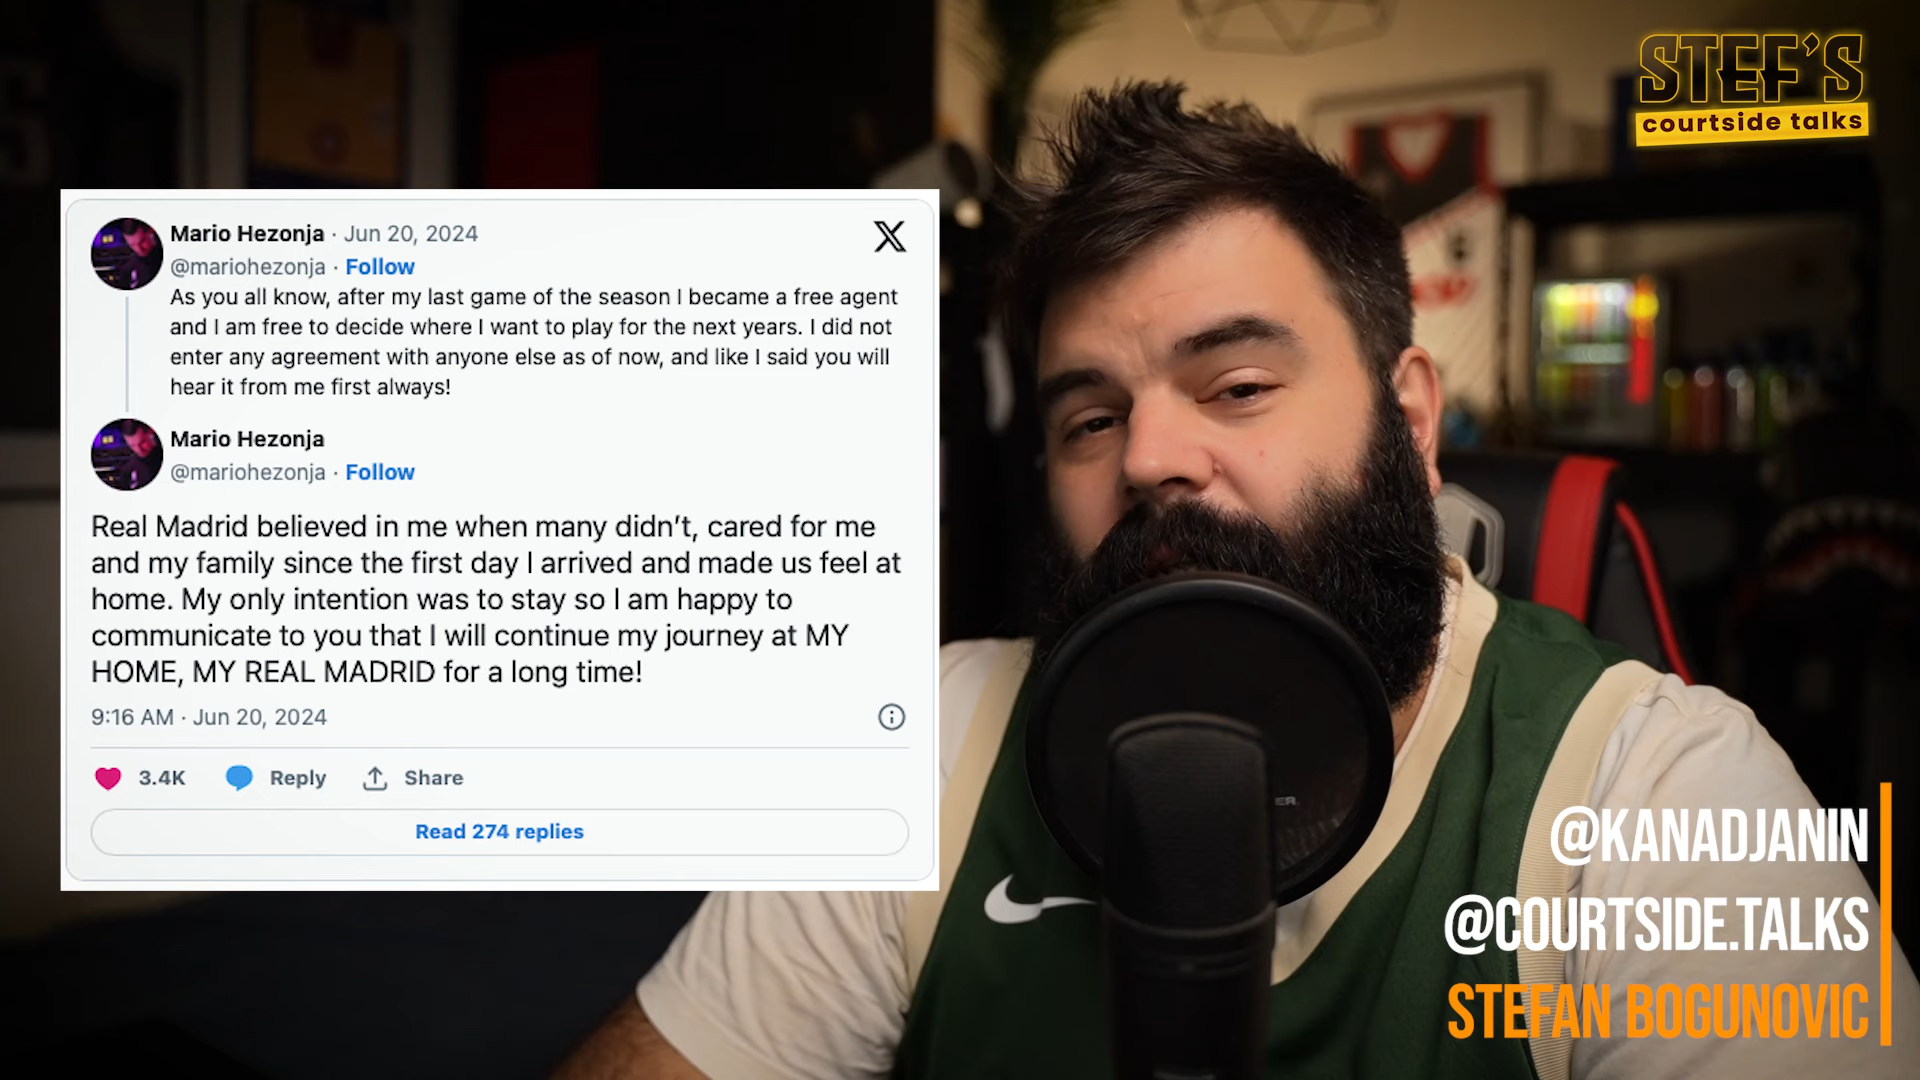 STEF'S
courtside talks
Mario Hezonja · Jun 20, 2024
@mariohezonja · Follow
As you all know, after my last game of the season I became a free agent
and I am free to decide where I want to play for the next years. I did not
enter any agreement with anyone else as of now, and like I said you will
hear it from me first always!
Mario Hezonja
@mariohezonja · Follow
Real Madrid believed in me when many didn’t, cared for me
and my family since the first day I arrived and made us feel at
home. My only intention was to stay so I am happy to
communicate to you that I will continue my journey at MY
HOME, MY REAL MADRID for a long time!
9:16 AM · Jun 20, 2024
3.4K Reply Share
Read 274 replies
@KANADJANIN
@COURTSIDE.TALKS
STEFAN BOGUNOVIC